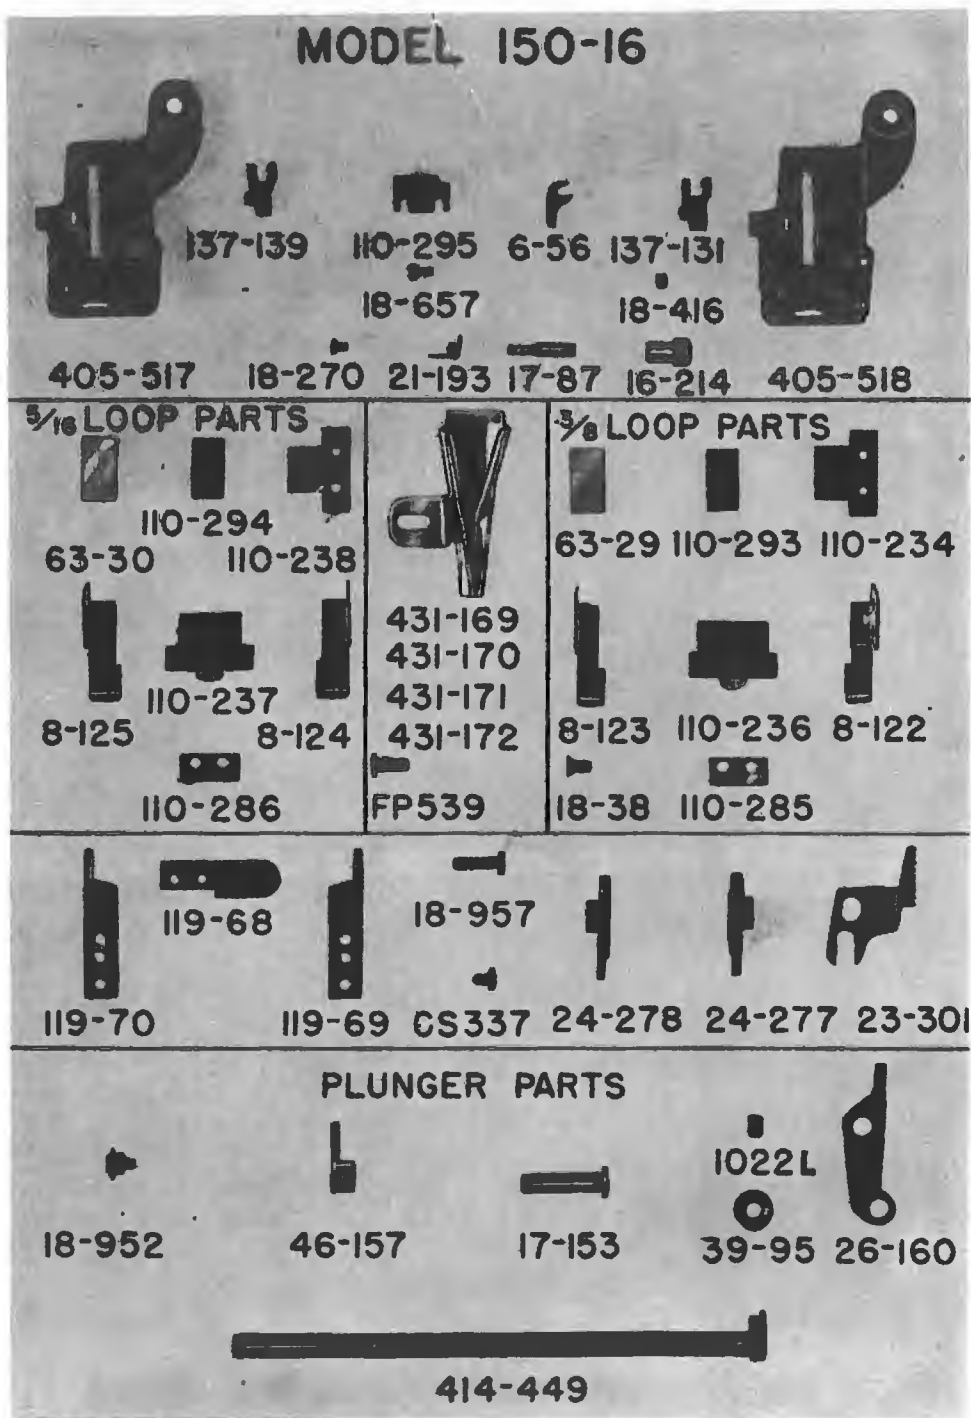 MODEL 150-16
137-139 110-295 6-56 137-131
18-657 18-416
405-517 18-270 21-193 17-87 16-214 405-518
5/16 LOOP PARTS
110-294
63-30 110-238
110-237
8-125 8-124
110-286
431-169
431-170
431-171
431-172
FP539
3/8 LOOP PARTS
63-29 110-293 110-234
8-123 110-236 8-122
18-38 110-285
119-68 18-957
119-70 119-69 CS337 24-278 24-277 23-301
PLUNGER PARTS
1022L
18-952 46-157 17-153 39-95 26-160
414-449